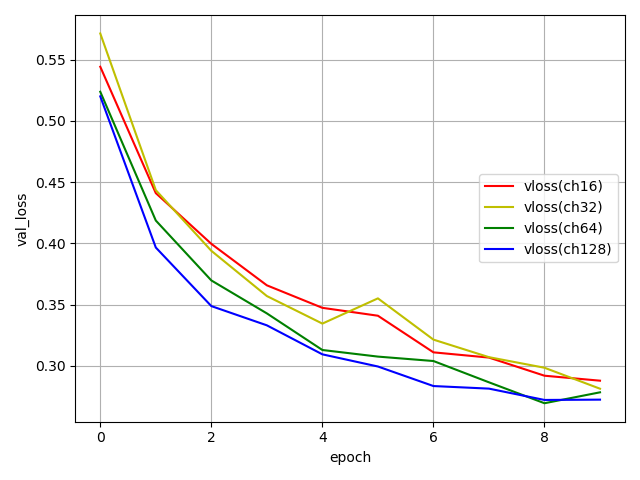 0.55
0.50
0.45
0.40
0.35
0.30
val_loss
vloss(ch16)
vloss(ch32)
vloss(ch64)
vloss(ch128)
0 2 4 6 8
epoch